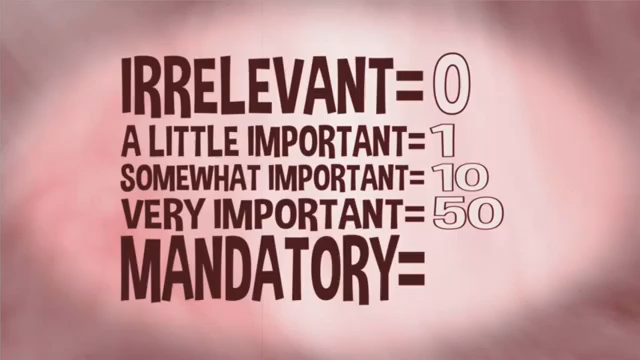 IRRELEVANT=0
A LITTLE IMPORTANT=1
SOMEWHAT IMPORTANT=10
VERY IMPORTANT=50
MANDATORY=